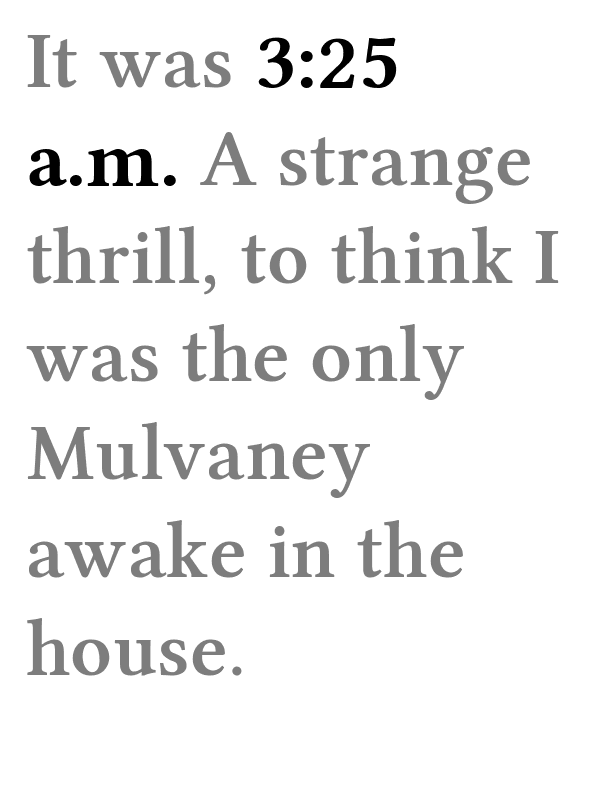 It was 3:25
a.m. A strange
thrill, to think I
was the only
Mulvaney
awake in the
house.